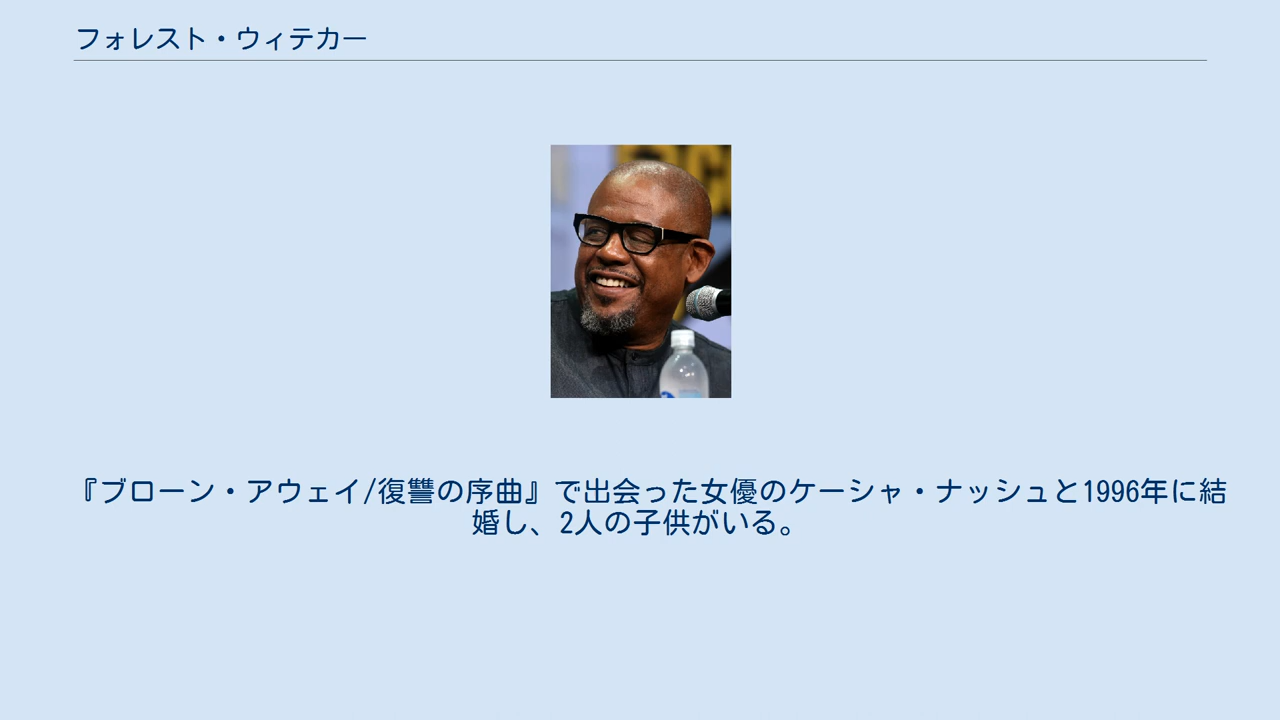 フォレスト・ウィテカー
『ブローン・アウェイ/復讐の序曲』で出会った女優のケーシャ・ナッシュと1996年に結
婚し、2人の子供がいる。